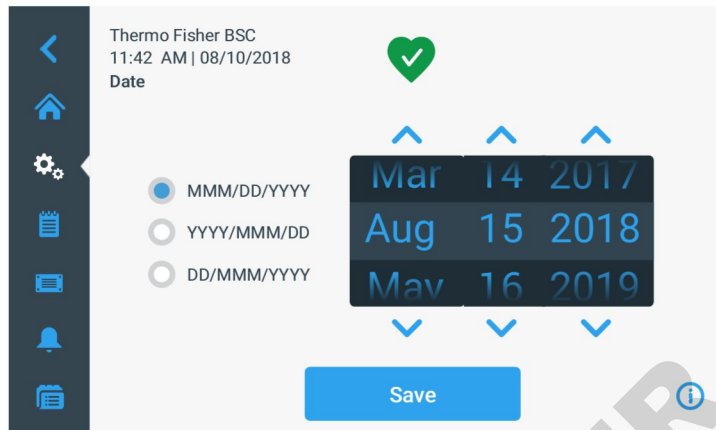 Thermo Fisher BSC
11:42 AM | 08/10/2018
Date
MMM/DD/YYYY
YYYY/MMM/DD
DD/MMM/YYYY
Mar 14 2017
Aug 15 2018
May 16 2019
Save